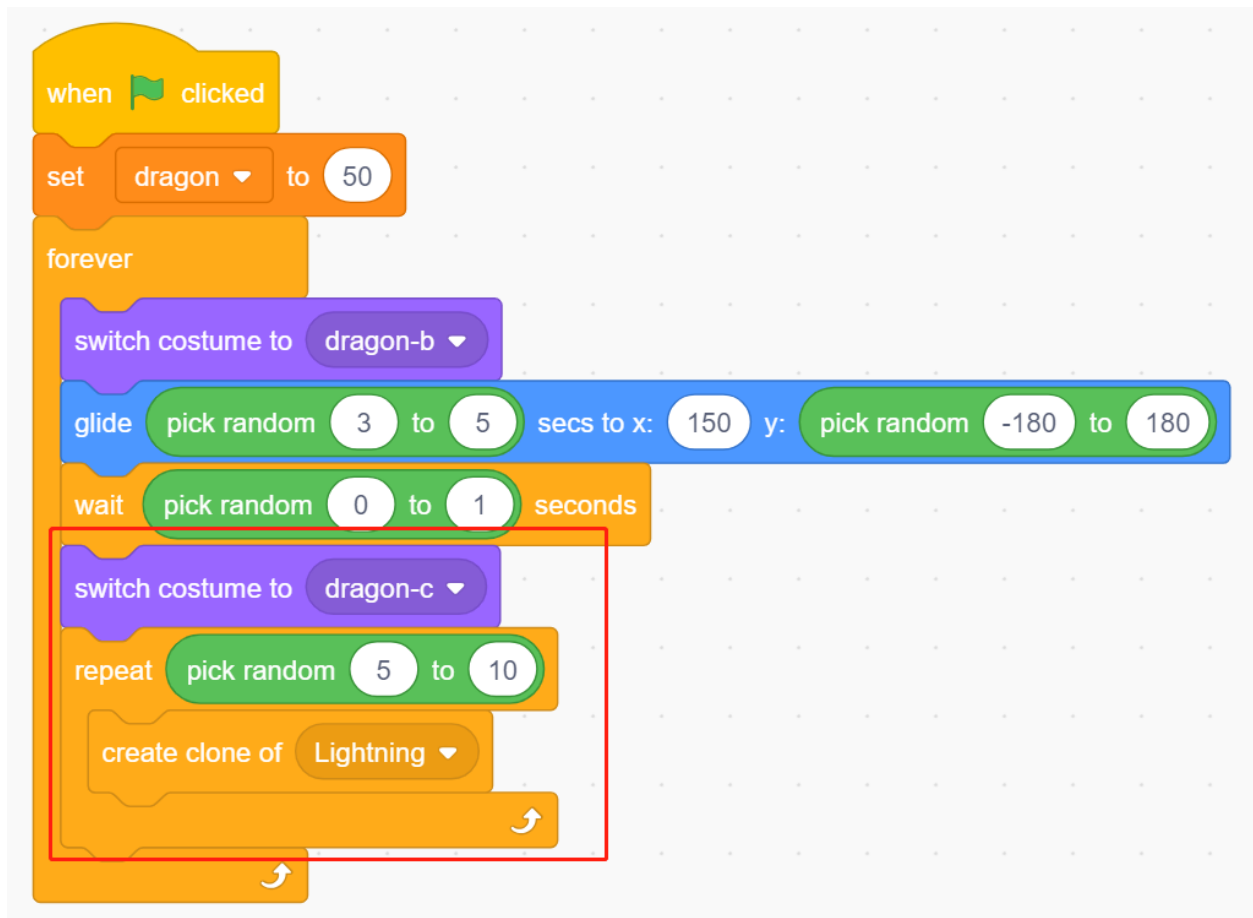 when clicked
set dragon to 50
forever
switch costume to dragon-b
glide pick random 3 to 5 secs to x: 150 y: pick random -180 to 180
wait pick random 0 to 1 seconds
switch costume to dragon-c
repeat pick random 5 to 10
create clone of Lightning